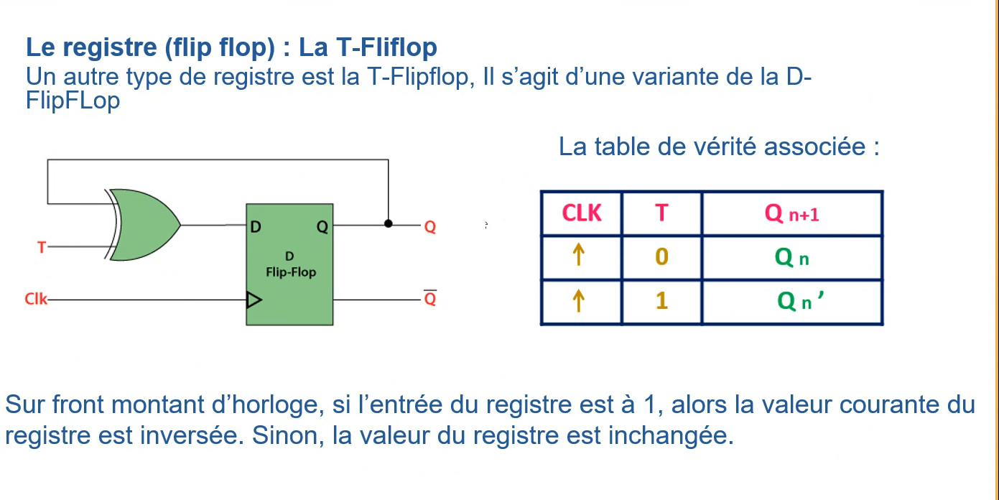 Le registre (flip flop) : La T-Fliflop
Un autre type de registre est la T-Flipflop, Il s’agit d’une variante de la D-
FlipFLop
La table de vérité associée :
T
Clk
D
Q
D
Flip-Flop
Q
Q̅
CLK T Q n+1
↑ 0 Q n
↑ 1 Q n ’
Sur front montant d’horloge, si l’entrée du registre est à 1, alors la valeur courante du
registre est inversée. Sinon, la valeur du registre est inchangée.